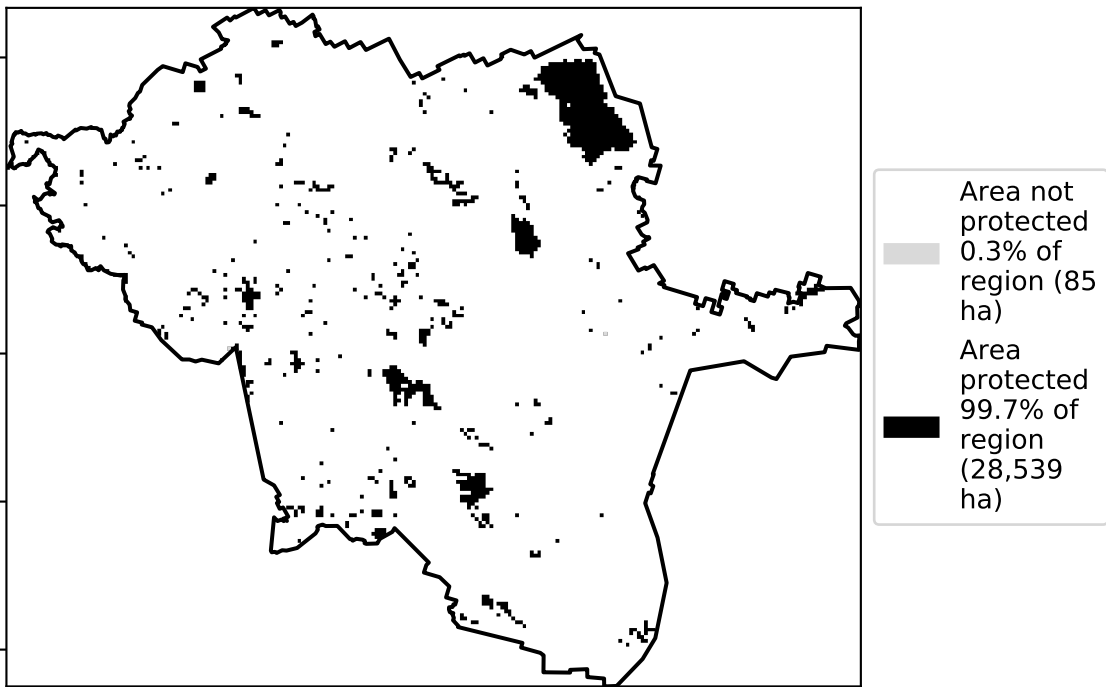 Area not
protected
0.3% of
region (85
ha)
Area
protected
99.7% of
region
(28,539
ha)